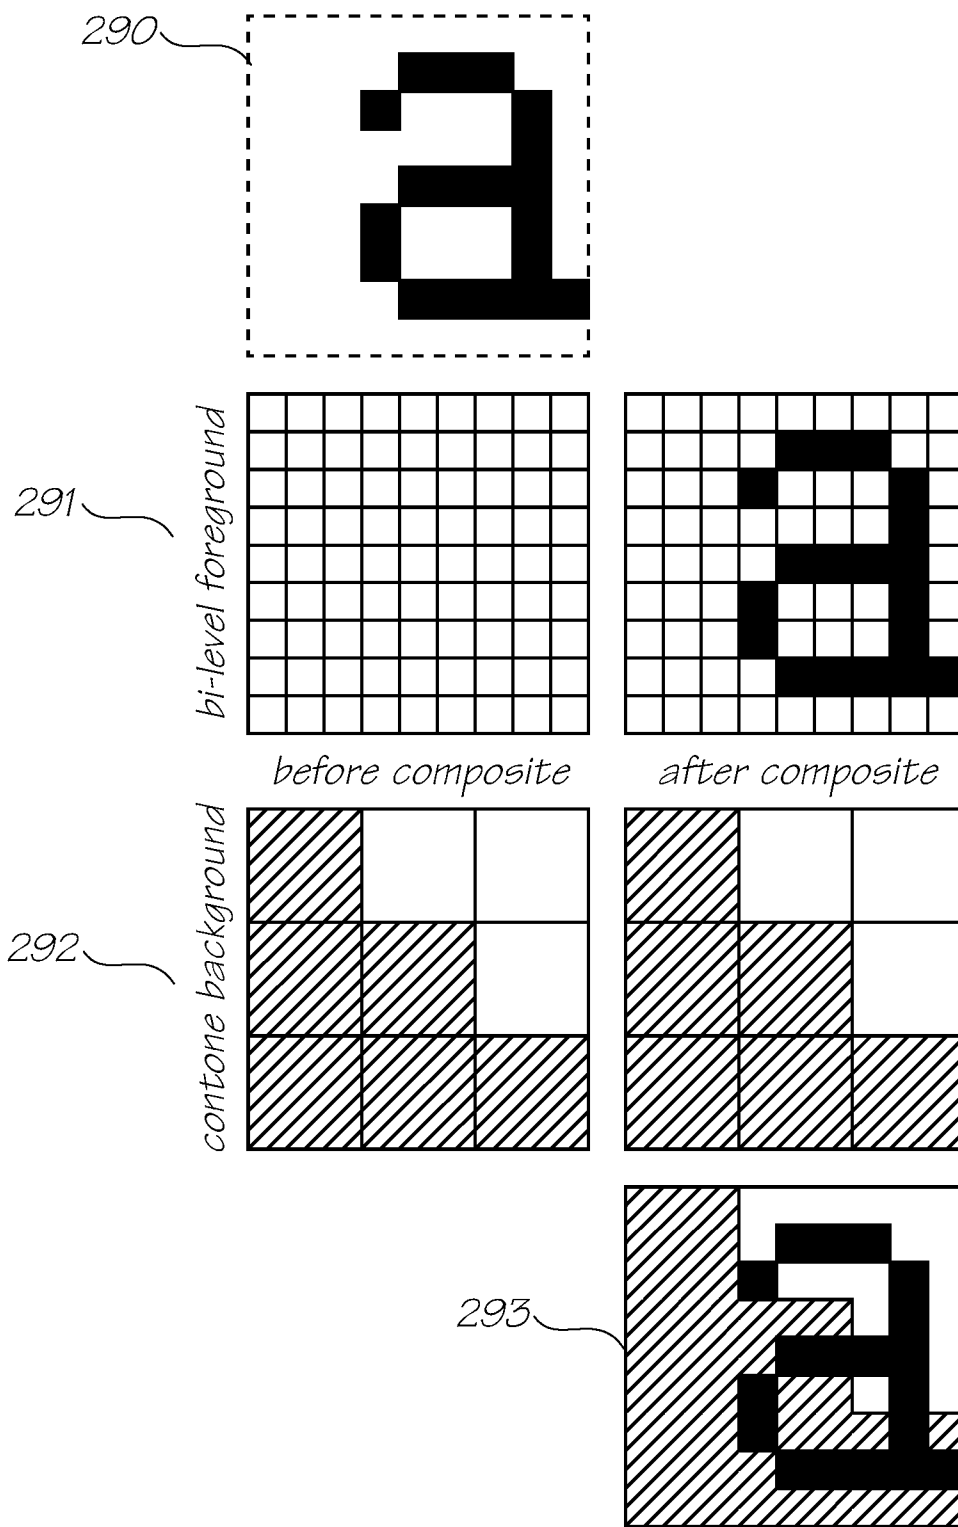 290
a
291
bi-level foreground
a
before composite
after composite
292
contone background
293
a